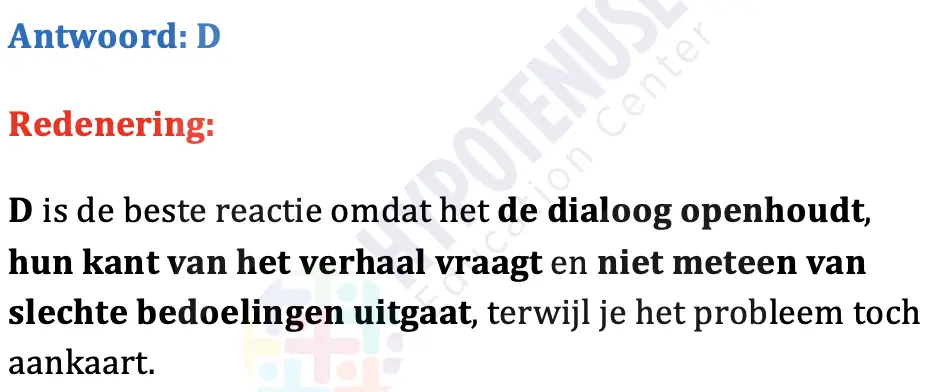 Antwoord: D
Redenering:
D is de beste reactie omdat het de dialoog openhoudt,
hun kant van het verhaal vraagt en niet meteen van
slechte bedoelingen uitgaat, terwijl je het probleem toch
aankaart.
HYPOTENUSE
Education Center